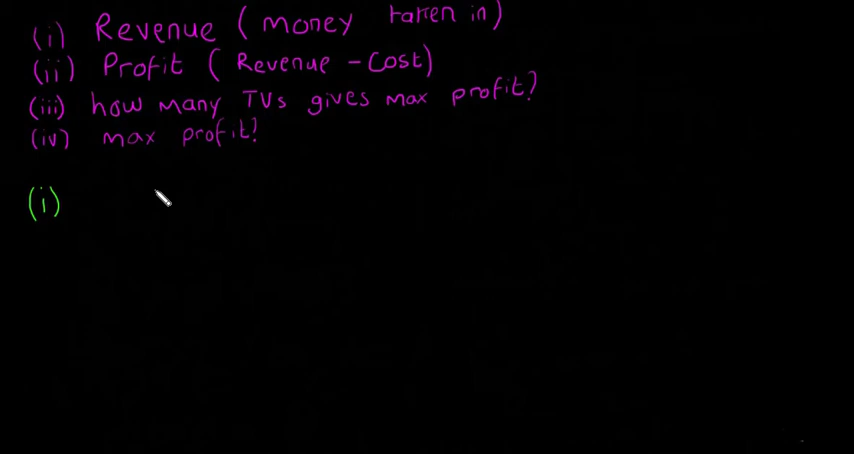 (i) Revenue ( money taken in)
(ii) Profit ( Revenue - Cost)
(iii) how many TVs gives max profit?
(iv) max profit?
(i)